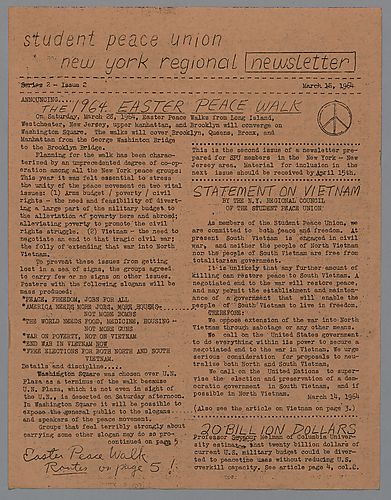 student peace union
new york regional newsletter
Series 2 - Issue 2
March 18, 1964
ANNOUNCING....
THE 1964 EASTER PEACE WALK
On Saturday, March 28, 1964, Easter Peace Walks from Long Island,
Westchester, New Jersey, upper Manhattan, and Brooklyn will converge on
Washington Square. The walks will cover Brooklyn, Queens, Bronx, and
Manhattan from the George Washington Bridge
to the Brooklyn Bridge.
Planning for the walk has been charac-
terized by an unprecedented degree of co-op-
eration among all the New York peace groups.
This year it was felt essential to stress
the unity of the peace movement on two vital
issues: (1) Arms budget / poverty / civil
rights - the need and feasibility of divert-
ing a large part of the military budget to
the alleviation of poverty here and abroad;
alleviating poverty to promote the civil
rights struggle. (2) Vietnam - the need to
negotiate an end to that tragic civil war;
the folly of extending that war into North
Vietnam.
To prevent these issues from getting
lost in a sea of signs, the groups agreed
to carry few or no signs on other issues.
Posters with the following slogans will be
mass produced:
*PEACE, FREEDOM, JOBS FOR ALL
*AMERICA NEEDS MORE JOBS, MORE HOUSES-
NOT MORE BOMBS
*THE WORLD NEEDS FOOD, MEDICINE, HOUSING -
NOT MORE GUNS
*WAR ON POVERTY, NOT ON VIETNAM
*END WAR IN VIETNAM NOW
*FREE ELECTIONS FOR BOTH NORTH AND SOUTH
VIETNAM
Details and discipline....
Washington Square was chosen over U.N.
Plaza as a terminus of the walk because
U.N. Plaza, which is not even in sight of
the U.N., is deserted on Saturday afternoon.
In Washington Square it will be possible to
expose the general public to the slogans
and speakers of the peace movement.
Groups that feel terribly strongly about
carrying some other slogan may do so pro-
continued on page 5
Easter Peace Walk
Routes on page 5!
This is the second issue of a newsletter pre-
pared for SPU members in the New York - New
Jersey area. Material for inclusion in the
next issue should be received by April 15th.
STATEMENT ON VIETNAM
BY THE N.Y. REGIONAL COUNCIL
OF THE STUDENT PEACE UNION
As members of the Student Peace Union, we
are committed to both peace and freedom. At
present South Vietnam is engaged in civil
war, and neither the people of North Vietnam
nor the people of South Vietnam are free from
totalitarian government.
It is unlikely that any further amount of
killing can restore peace to South Vietnam. A
negotiated end to the war will restore peace,
and may permit the establishment and mainten-
ance of a government that will enable the
people of South Vietnam to live in freedom.
THEREFORE:
We oppose extension of the war into North
Vietnam through sabotage or any other means.
We call on the United States government
to do everything within its power to secure a
negotiated end to the war in Vietnam. We urge
serious consideration for proposals to neu-
tralize both North and South Vietnam.
We call on the United Nations to super-
vise the election and preservation of a dem-
ocratic government in South Vietnam, and if
possible in North Vietnam.
March 14, 1964
(Also see the article on Vietnam on page 3.)
20 BILLION DOLLARS
Professor Seymour Melman of Columbia Univer-
sity estimates that twenty billion dollars of
current U.S. military budget could be diver-
ted to peacetime uses without reducing U.S.
overkill capacity. See article page 4, col.2.